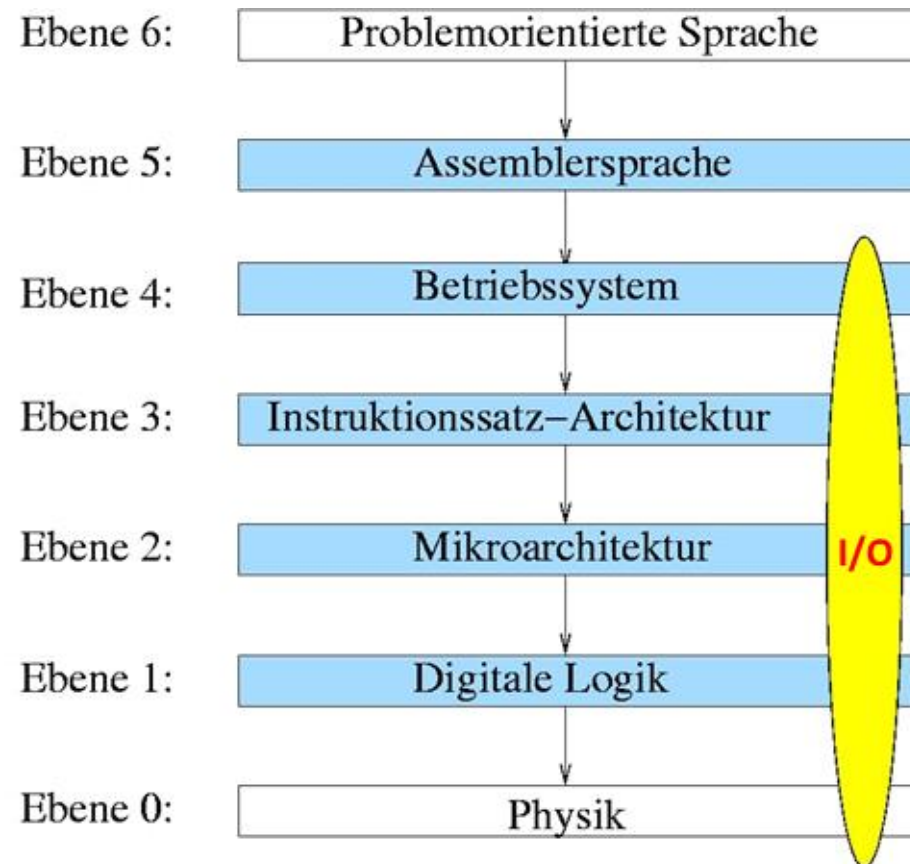 Ebene 6: Problemorientierte Sprache
Ebene 5: Assemblersprache
Ebene 4: Betriebssystem
Ebene 3: Instruktionssatz–Architektur
Ebene 2: Mikroarchitektur I/O
Ebene 1: Digitale Logik
Ebene 0: Physik